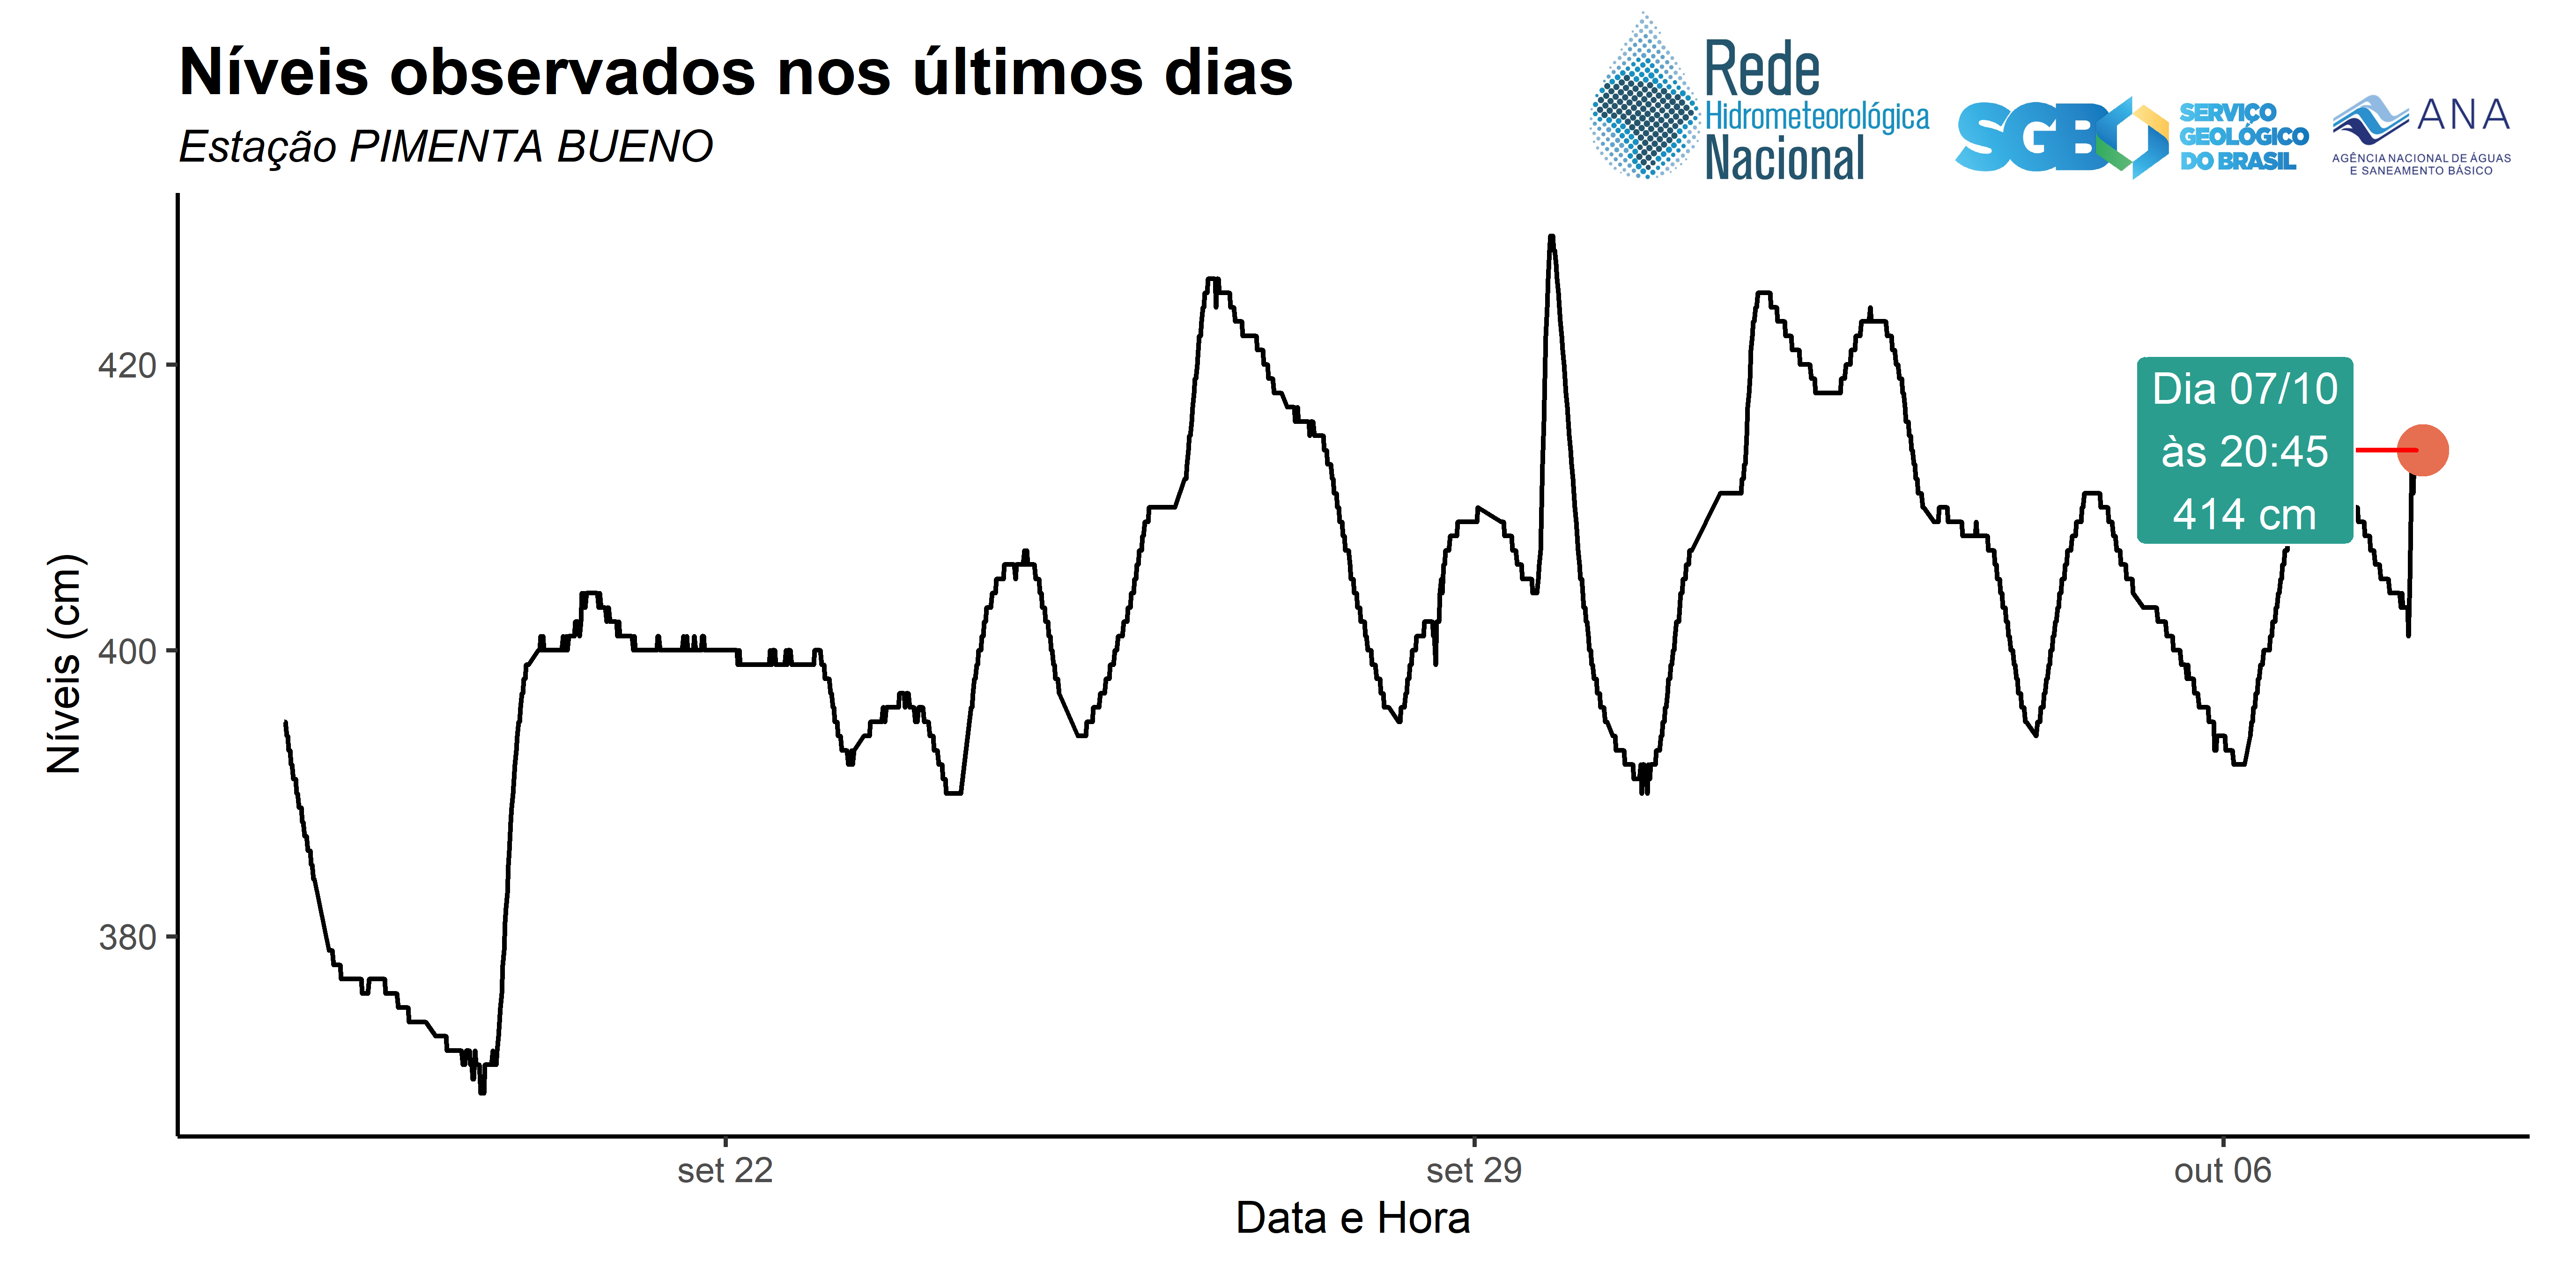 Níveis observados nos últimos dias
Estação PIMENTA BUENO
Rede
Hidrometeorológica
Nacional
SGB
SERVIÇO
GEOLÓGICO
DO BRASIL
ANA
AGÊNCIA NACIONAL DE ÁGUAS
E SANEAMENTO BÁSICO
420
400
380
Níveis (cm)
Dia 07/10
às 20:45
414 cm
set 22
set 29
out 06
Data e Hora